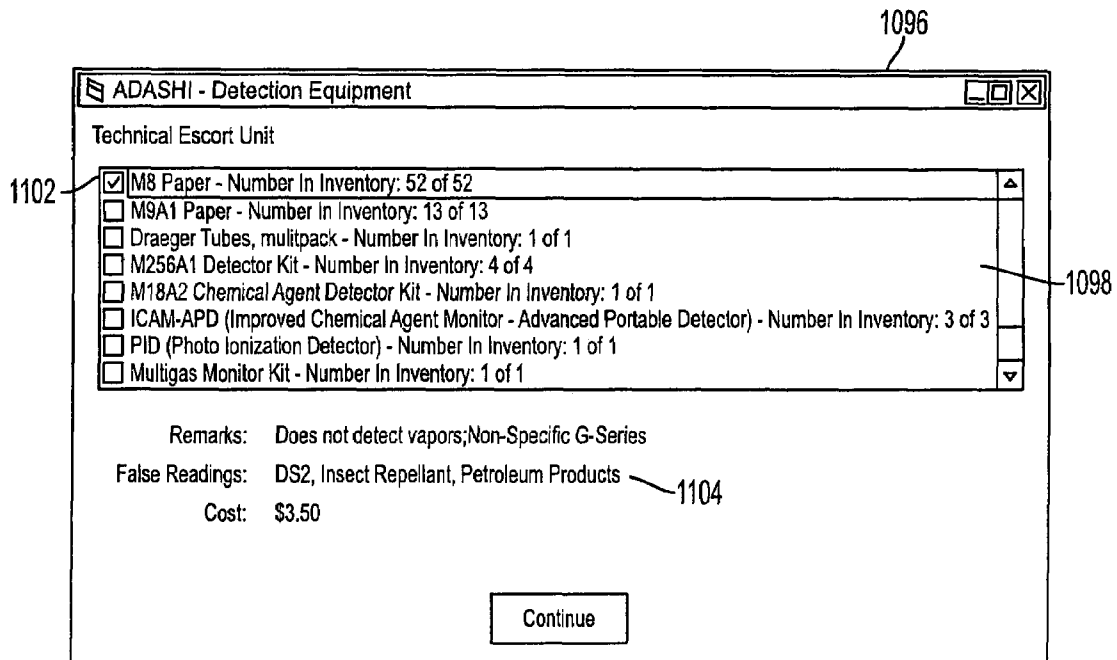 1096
ADASHI - Detection Equipment
Technical Escort Unit
1102
M8 Paper - Number In Inventory: 52 of 52
M9A1 Paper - Number In Inventory: 13 of 13
Draeger Tubes, mulitpack - Number In Inventory: 1 of 1
M256A1 Detector Kit - Number In Inventory: 4 of 4
1098
M18A2 Chemical Agent Detector Kit - Number In Inventory: 1 of 1
ICAM-APD (Improved Chemical Agent Monitor - Advanced Portable Detector) - Number In Inventory: 3 of 3
PID (Photo Ionization Detector) - Number In Inventory: 1 of 1
Multigas Monitor Kit - Number In Inventory: 1 of 1
Remarks: Does not detect vapors;Non-Specific G-Series
False Readings: DS2, Insect Repellant, Petroleum Products
1104
Cost: $3.50
Continue